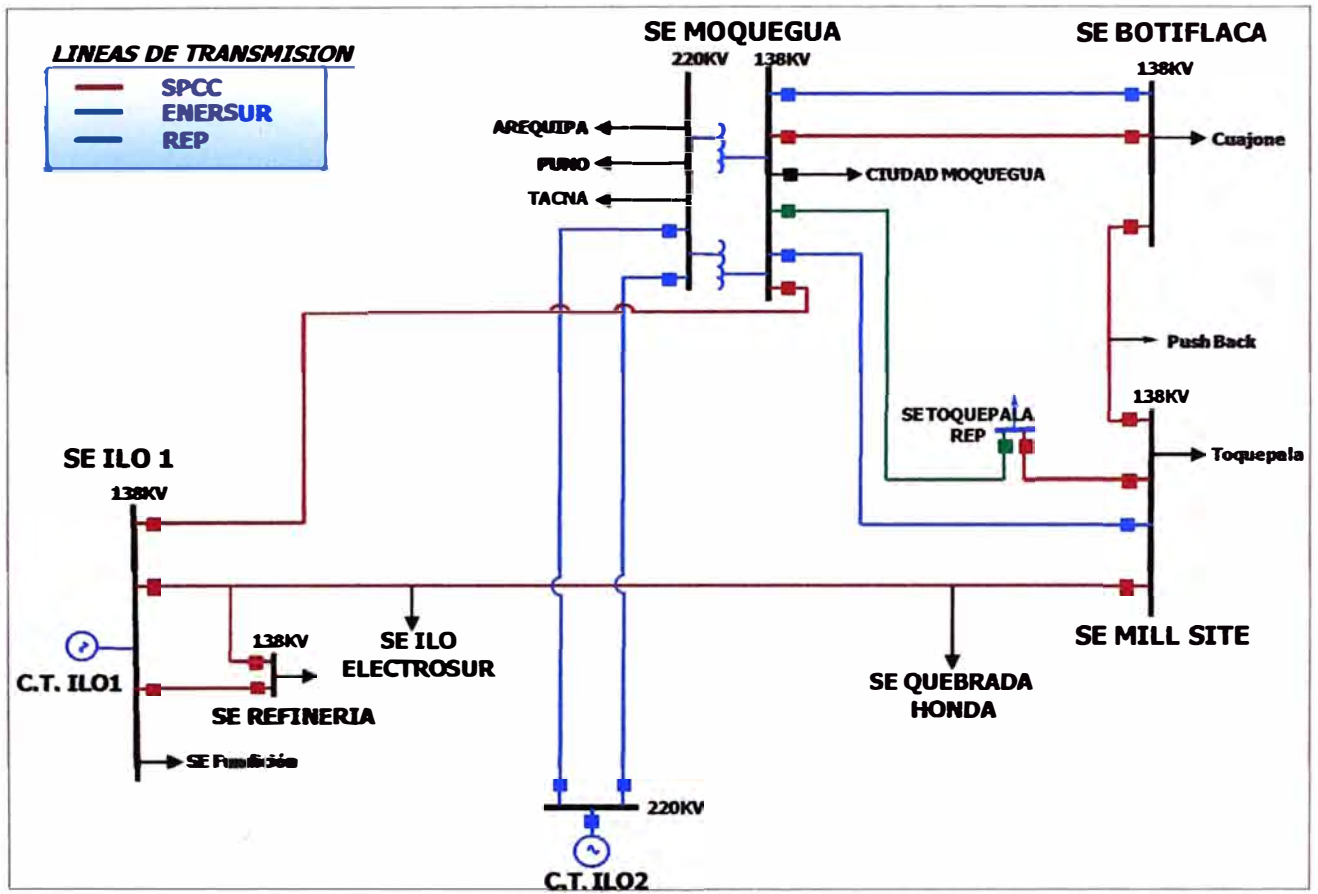 LINEAS DE TRANSMISION
SPCC
ENERSUR
REP
SE MOQUEGUA
220KV
138KV
SE BOTIFLACA
138KV
AREQUIPA
PUNO
TACNA
CIUDAD MOQUEGUA
Cuajone
Push Back
138KV
SE TOQUEPALA
REP
Toquepala
SE ILO 1
138KV
SE MILL SITE
138KV
SE ILO
ELECTROSUR
C.T. ILO1
SE REFINERIA
SE QUEBRADA
HONDA
SE Fundición
220KV
C.T. ILO2